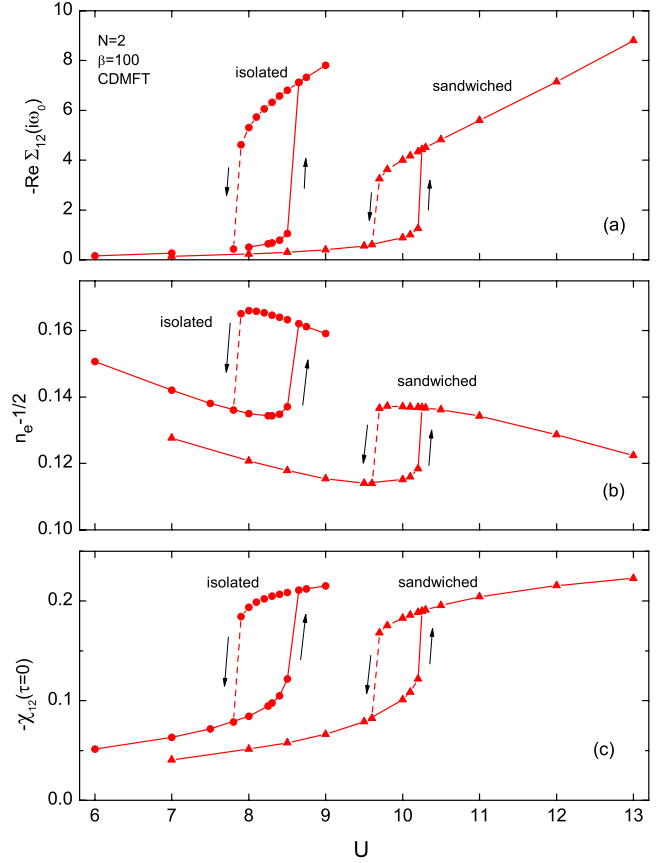 10
N=2
β=100
CDMFT
isolated
sandwiched
8
6
4
2
0
-Re Σ12(iω0)
(a)
0.16
0.14
0.12
0.10
ne-1/2
isolated
sandwiched
(b)
0.2
0.1
0.0
-χ12(τ=0)
isolated
sandwiched
(c)
6 7 8 9 10 11 12 13
U